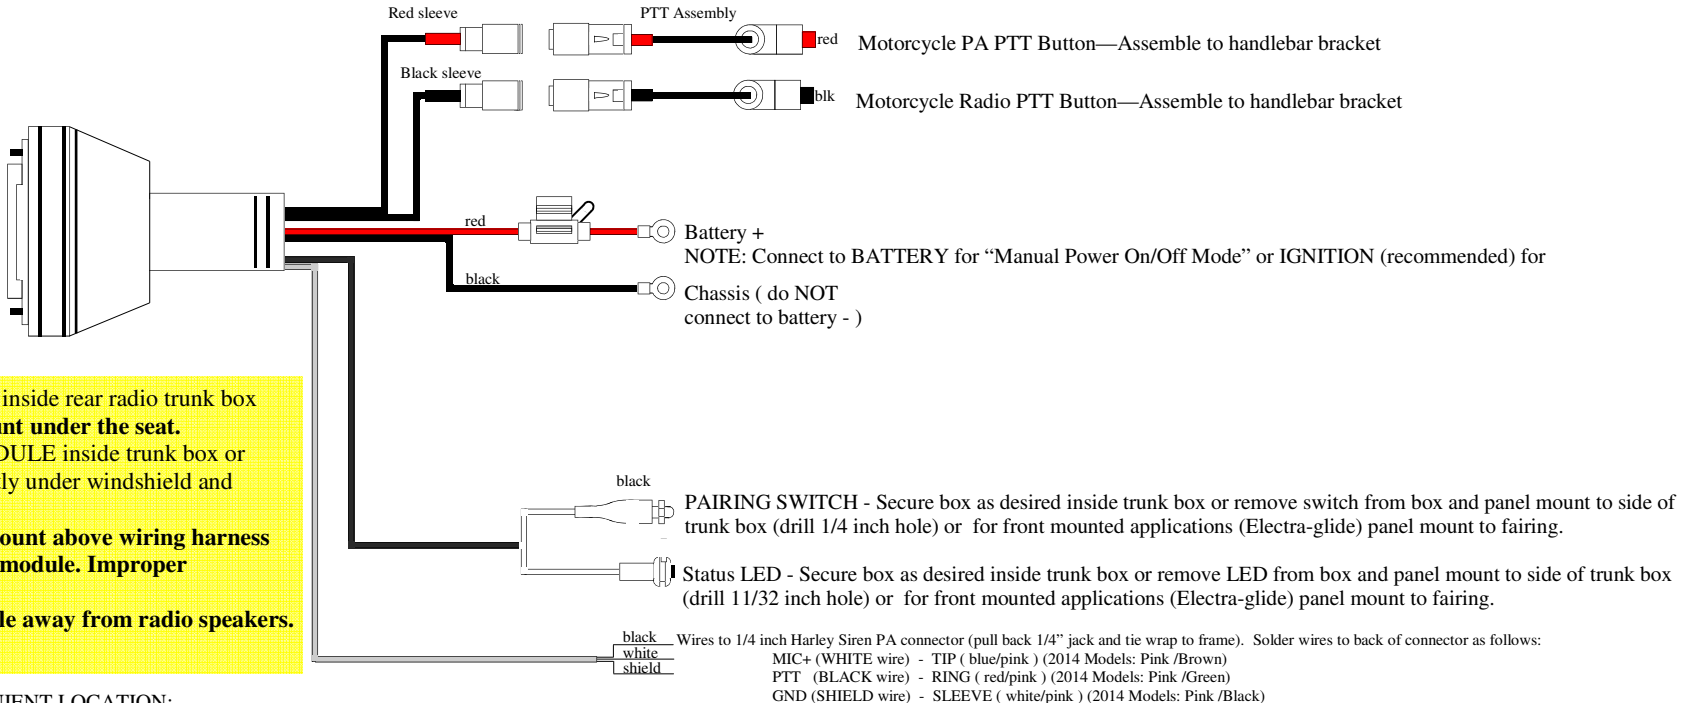 Red sleeve
PTT Assembly
red
Motorcycle PA PTT Button—Assemble to handlebar bracket
Black sleeve
blk
Motorcycle Radio PTT Button—Assemble to handlebar bracket
red
Battery +
NOTE: Connect to BATTERY for “Manual Power On/Off Mode” or IGNITION (recommended) for
black
Chassis ( do NOT
connect to battery - )
inside rear radio trunk box
under the seat.
inside trunk box or
under windshield and
above wiring harness
module. Improper
away from radio speakers.
black
PAIRING SWITCH - Secure box as desired inside trunk box or remove switch from box and panel mount to side of
trunk box (drill 1/4 inch hole) or for front mounted applications (Electra-glide) panel mount to fairing.
Status LED - Secure box as desired inside trunk box or remove LED from box and panel mount to side of trunk box
(drill 11/32 inch hole) or for front mounted applications (Electra-glide) panel mount to fairing.
black
white
shield
Wires to 1/4 inch Harley Siren PA connector (pull back 1/4” jack and tie wrap to frame). Solder wires to back of connector as follows:
MIC+ (WHITE wire) - TIP ( blue/pink ) (2014 Models: Pink /Brown)
PTT (BLACK wire) - RING ( red/pink ) (2014 Models: Pink /Green)
GND (SHIELD wire) - SLEEVE ( white/pink ) (2014 Models: Pink /Black)
LOCATION: